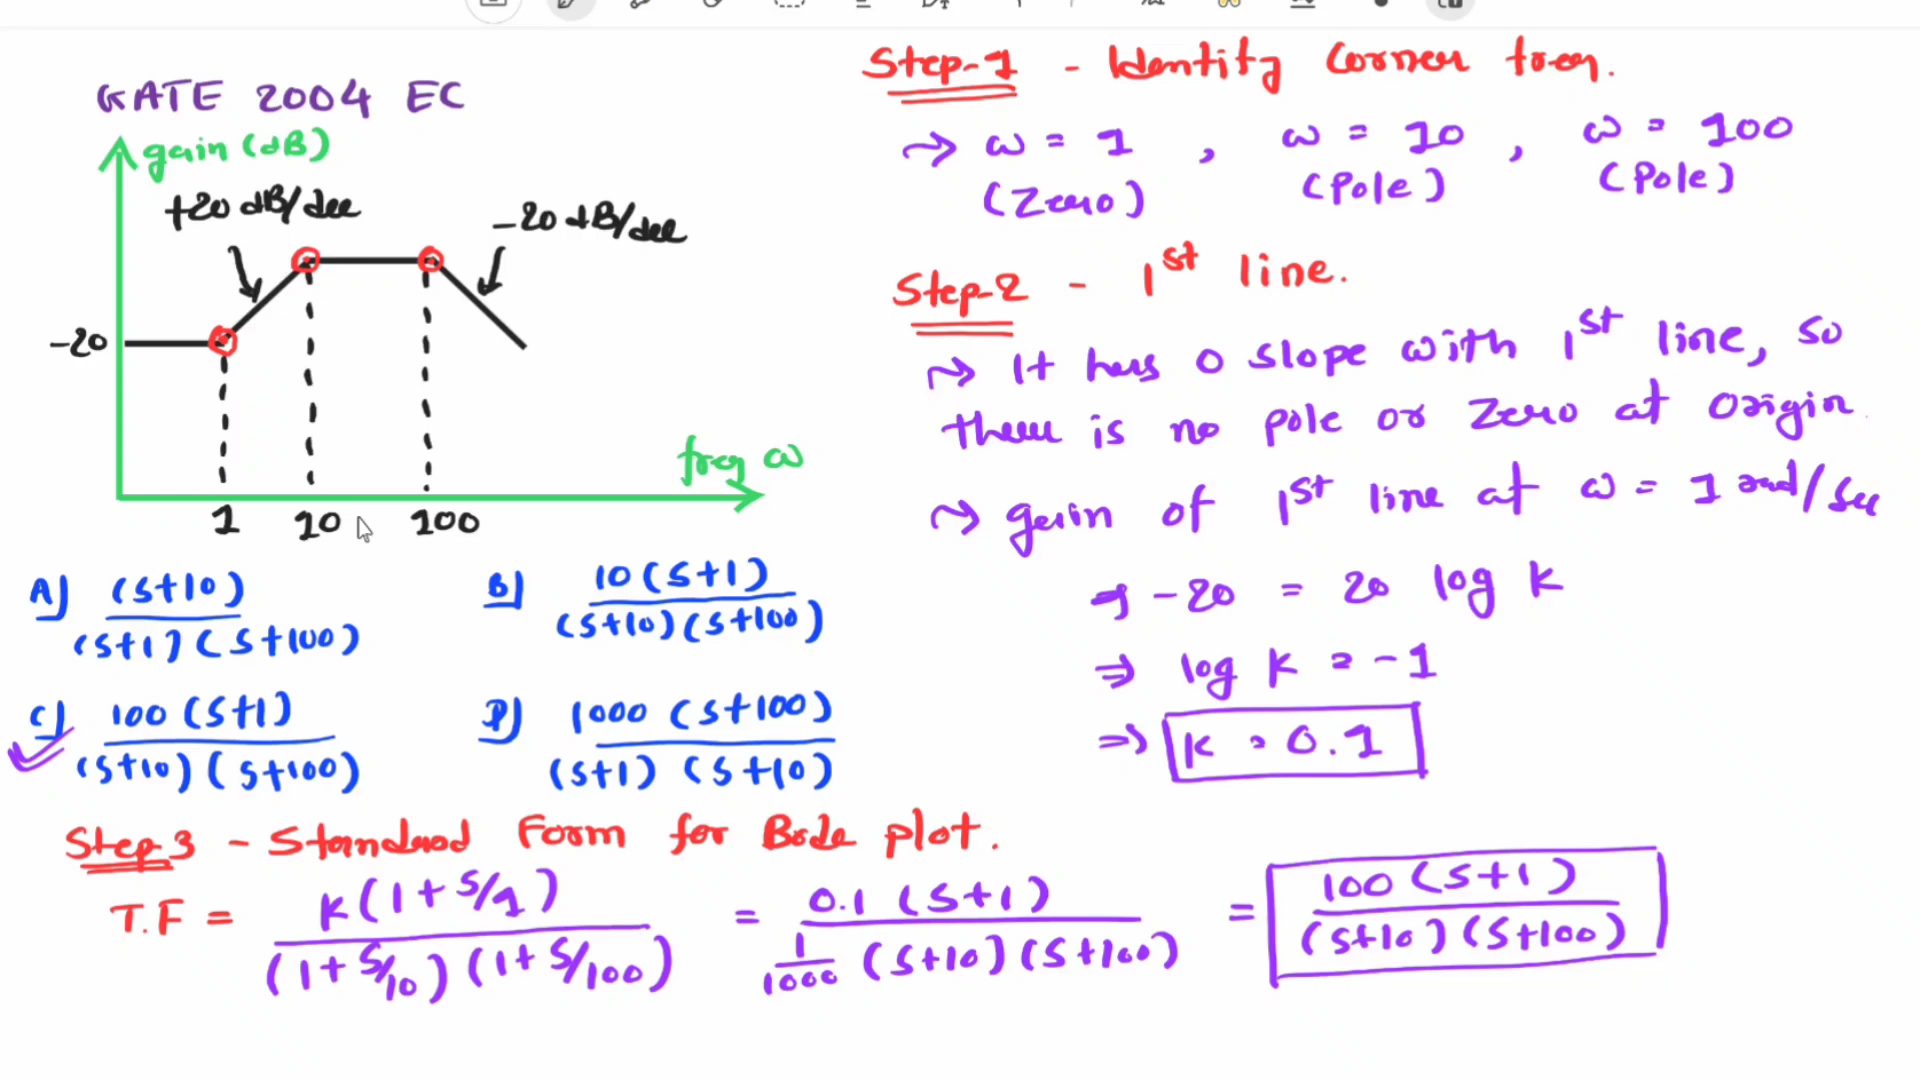 GATE 2004 EC
gain (dB)
+20 dB/dec
-20 dB/dec
-20
freq ω
1 10 100
A) (s+10) / (s+1) (s+100)
B) 10 (s+1) / (s+10) (s+100)
C) 100 (s+1) / (s+10) (s+100)
D) 1000 (s+100) / (s+1) (s+10)
Step-1 - Identity Corner freq.
→ ω = 1 , ω = 10 , ω = 100
(Zero) (Pole) (Pole)
Step-2 - 1st line.
→ It has 0 slope with 1st line, so
there is no pole or zero at origin.
→ gain of 1st line at ω = 1 rad/sec
⇒ -20 = 20 log k
⇒ log k = -1
⇒ k = 0.1
Step 3 - Standard Form for Bode plot.
T.F = k (1 + s/1) / (1 + s/10) (1 + s/100) = 0.1 (s+1) / 1/1000 (s+10) (s+100) = 100 (s+1) / (s+10) (s+100)